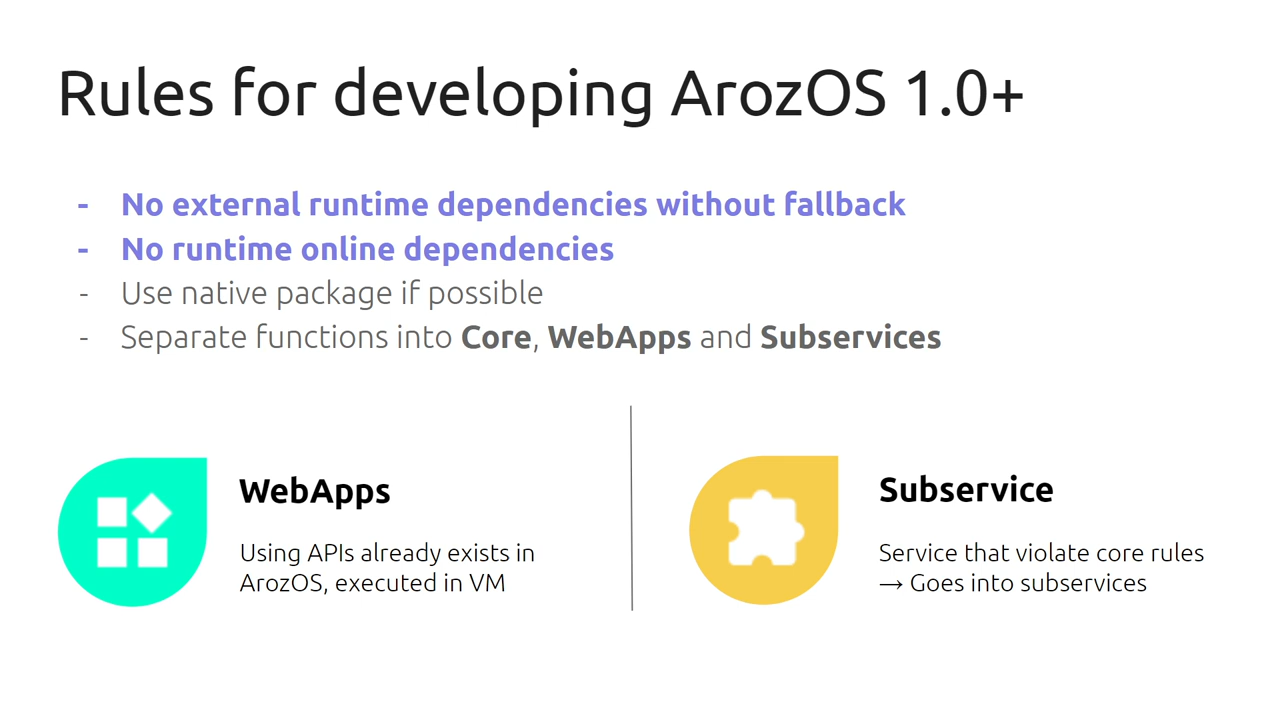 Rules for developing ArozOS 1.0+
- No external runtime dependencies without fallback
- No runtime online dependencies
- Use native package if possible
- Separate functions into Core, WebApps and Subservices
WebApps
Using APIs already exists in
ArozOS, executed in VM
Subservice
Service that violate core rules
→ Goes into subservices